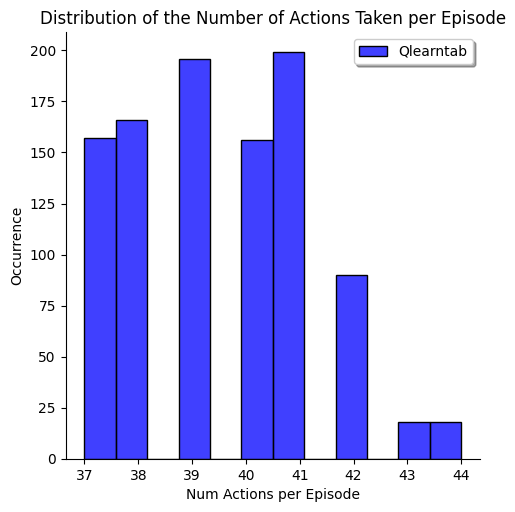 Distribution of the Number of Actions Taken per Episode
Qlearntab
200
175
150
125
100
75
50
25
0
Occurrence
37 38 39 40 41 42 43 44
Num Actions per Episode